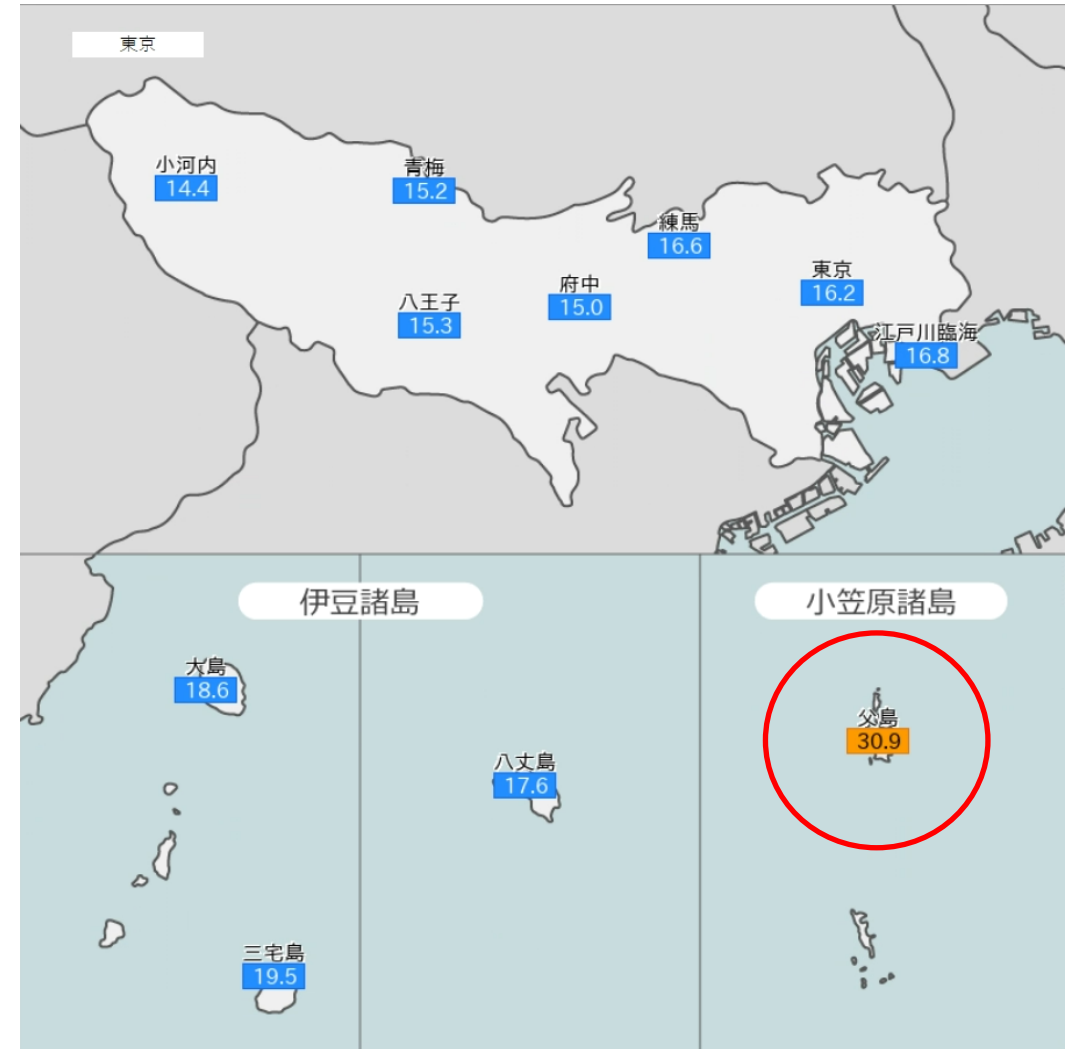 東京
小河内
14.4
青梅
15.2
練馬
16.6
東京
16.2
府中
15.0
八王子
15.3
江戸川臨海
16.8
伊豆諸島
小笠原諸島
大島
18.6
父島
30.9
八丈島
17.6
三宅島
19.5